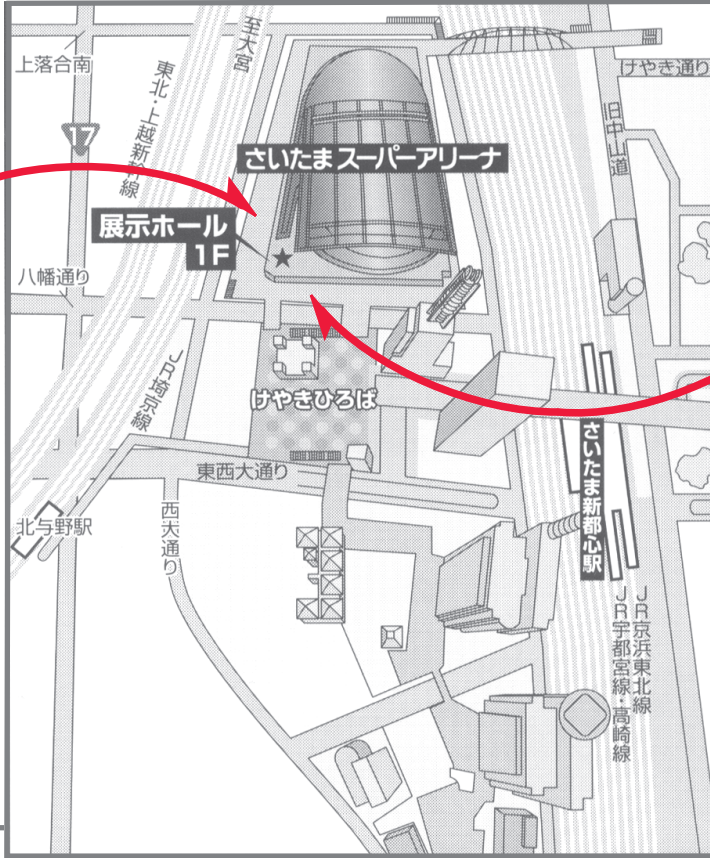 至大宮
上落合南
けやき通り
東北・上越新幹線
旧中山道
17
さいたまスーパーアリーナ
展示ホール
1F
★
八幡通り
JR埼京線
けやきひろば
さいたま新都心駅
東西大通り
西大通り
北与野駅
JR京浜東北線
JR宇都宮線・高崎線